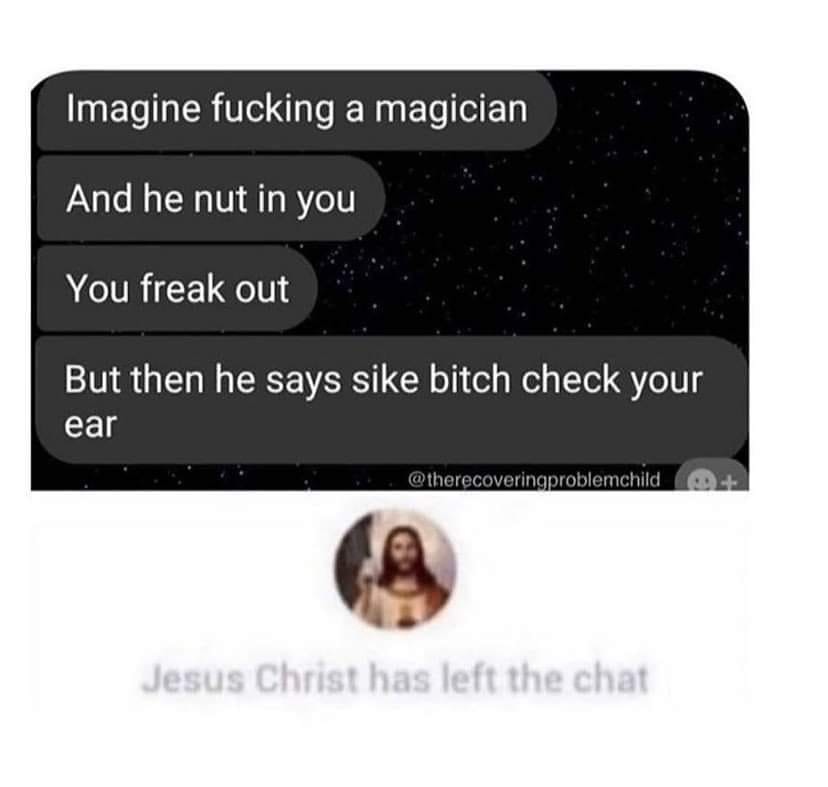 Imagine fucking a magician
And he nut in you
You freak out
But then he says sike bitch check your
ear
@therecoveringproblemchild
Jesus Christ has left the chat